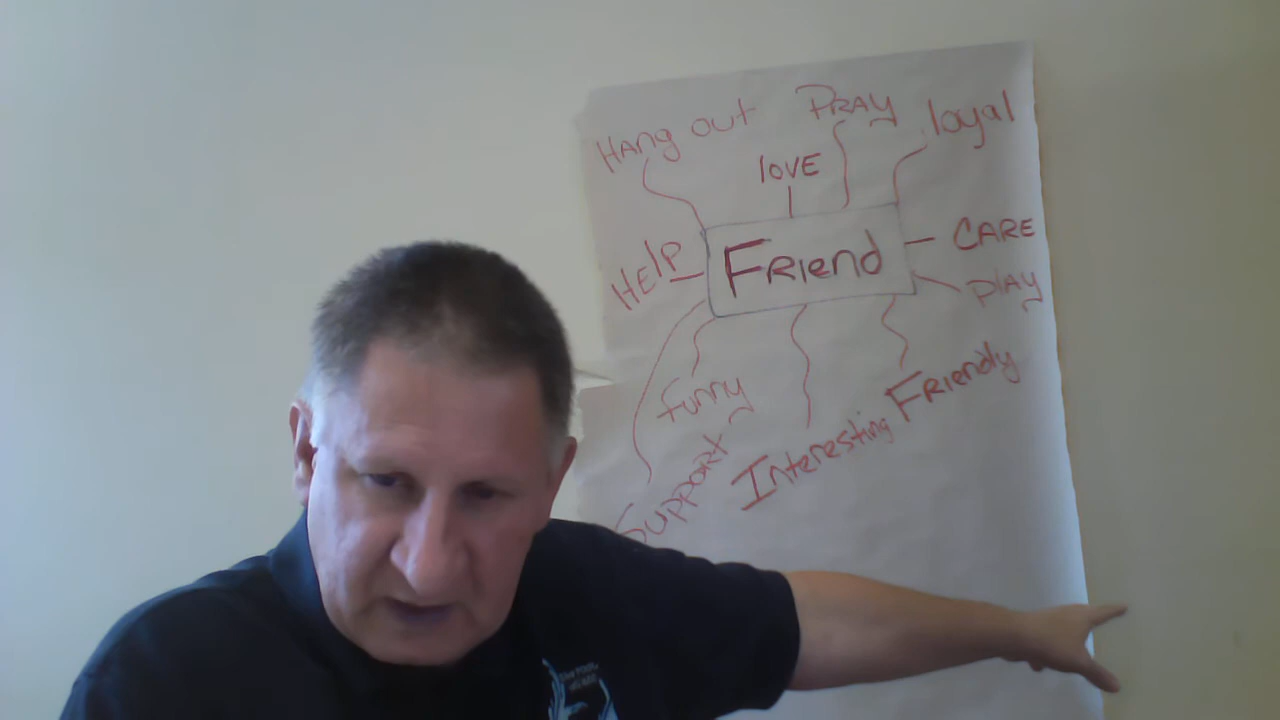 HAng out
PRAY
loyal
lovE
CARE
HElP
FRIend
plAy
funny
FRIendly
InteResting
SuppoRt